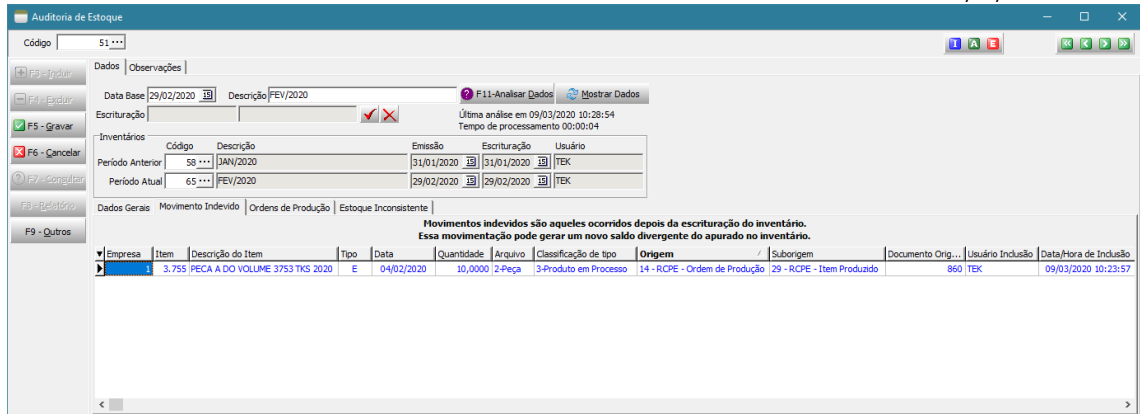 Auditoria de Estoque
Código 51 ... I A E
F3 - Incluir
F4 - Excluir
F5 - Gravar
F6 - Cancelar
F7 - Consultar
F8 - Relatório
F9 - Outros
Dados Observações
Data Base 29/02/2020 15 Descrição FEV/2020 F11-Analisar Dados Mostrar Dados
Escrituração Última análise em 09/03/2020 10:28:54
Tempo de processamento 00:00:04
Inventários
Código Descrição Emissão Escrituração Usuário
Período Anterior 58 ... JAN/2020 31/01/2020 15 31/01/2020 15 TEK
Período Atual 65 ... FEV/2020 29/02/2020 15 29/02/2020 15 TEK
Dados Gerais Movimento Indevido Ordens de Produção Estoque Inconsistente
Movimentos indevidos são aqueles ocorridos depois da escrituração do inventário.
Essa movimentação pode gerar um novo saldo divergente do apurado no inventário.
Empresa Item Descrição do Item Tipo Data Quantidade Arquivo Classificação de tipo Origem Suborigem Documento Orig... Usuário Inclusão Data/Hora de Inclusão
1 3.755 PECA A DO VOLUME 3753 TKS 2020 E 04/02/2020 10,0000 2-Peça 3-Produto em Processo 14 - RCPE - Ordem de Produção 29 - RCPE - Item Produzido 860 TEK 09/03/2020 10:23:57